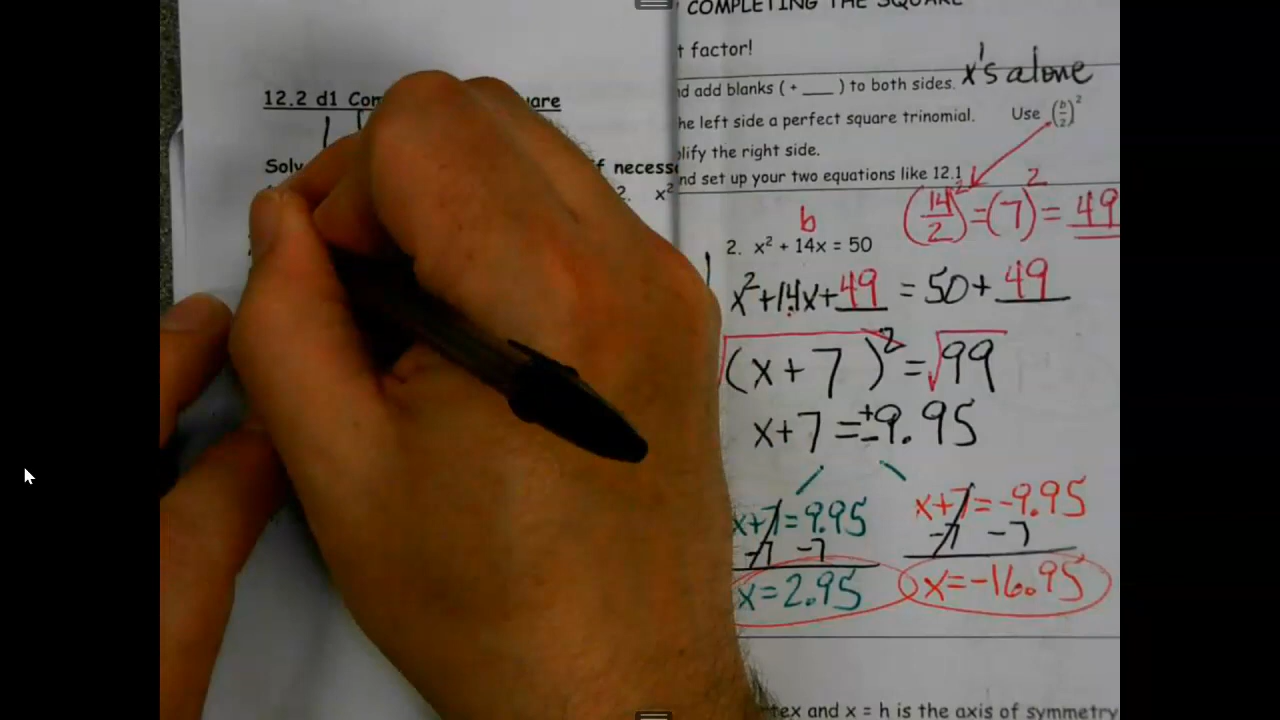 COMPLETING THE SQUARE
t factor!
x's alone
nd add blanks ( + ___ ) to both sides.
he left side a perfect square trinomial. Use (b/2)²
plify the right side.
nd set up your two equations like 12.1
(14/2)² = (7)² = 49
b
2. x² + 14x = 50
x² + 14x + 49 = 50 + 49
√(x + 7)² = √99
x + 7 = ± 9.95
x + 7 = 9.95
-7 -7
x = 2.95
x + 7 = -9.95
-7 -7
x = -16.95
tex and x = h is the axis of symmetry
12.2 d1 Com are
Solv f necess
2. x²